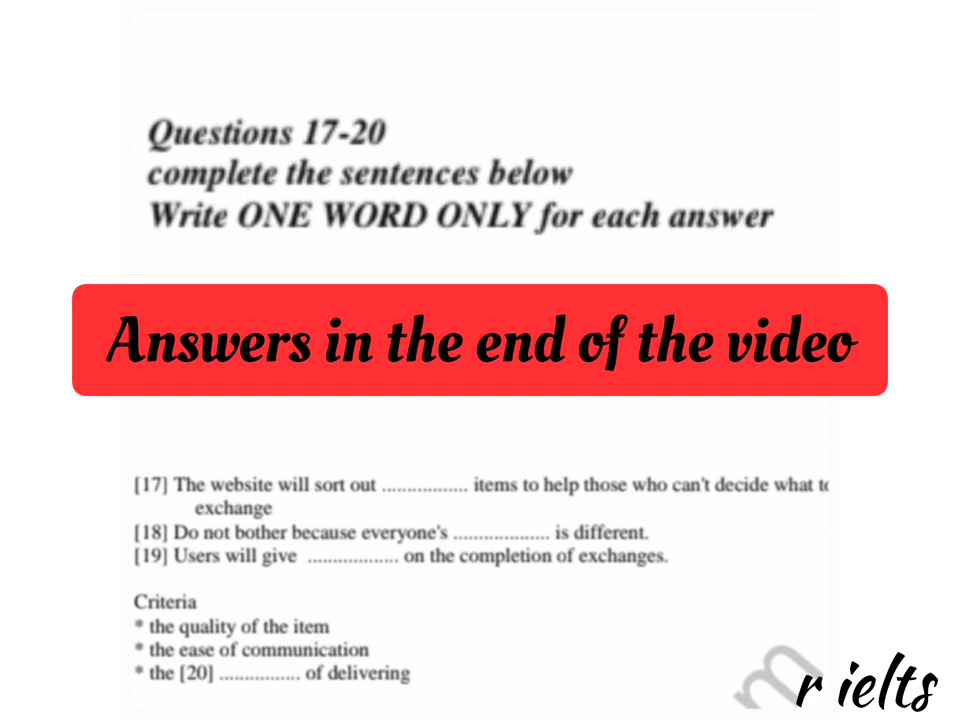 Questions 17-20
complete the sentences below
Write ONE WORD ONLY for each answer
Answers in the end of the video
[17] The website will sort out ................. items to help those who can't decide what to
exchange
[18] Do not bother because everyone's ................... is different.
[19] Users will give .................. on the completion of exchanges.
Criteria
* the quality of the item
* the ease of communication
* the [20] ................ of delivering
m
r ielts